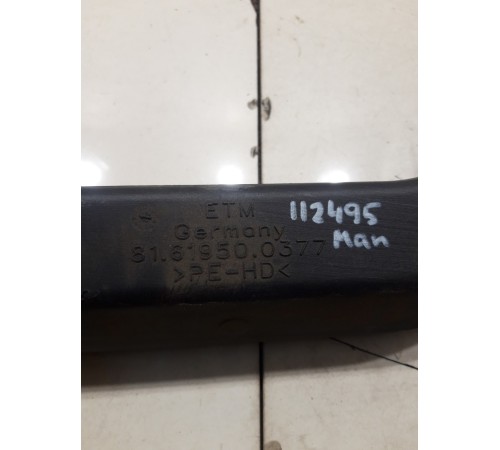 ETM
Germany
81.61950.0377
>PE-HD<
112495
Man